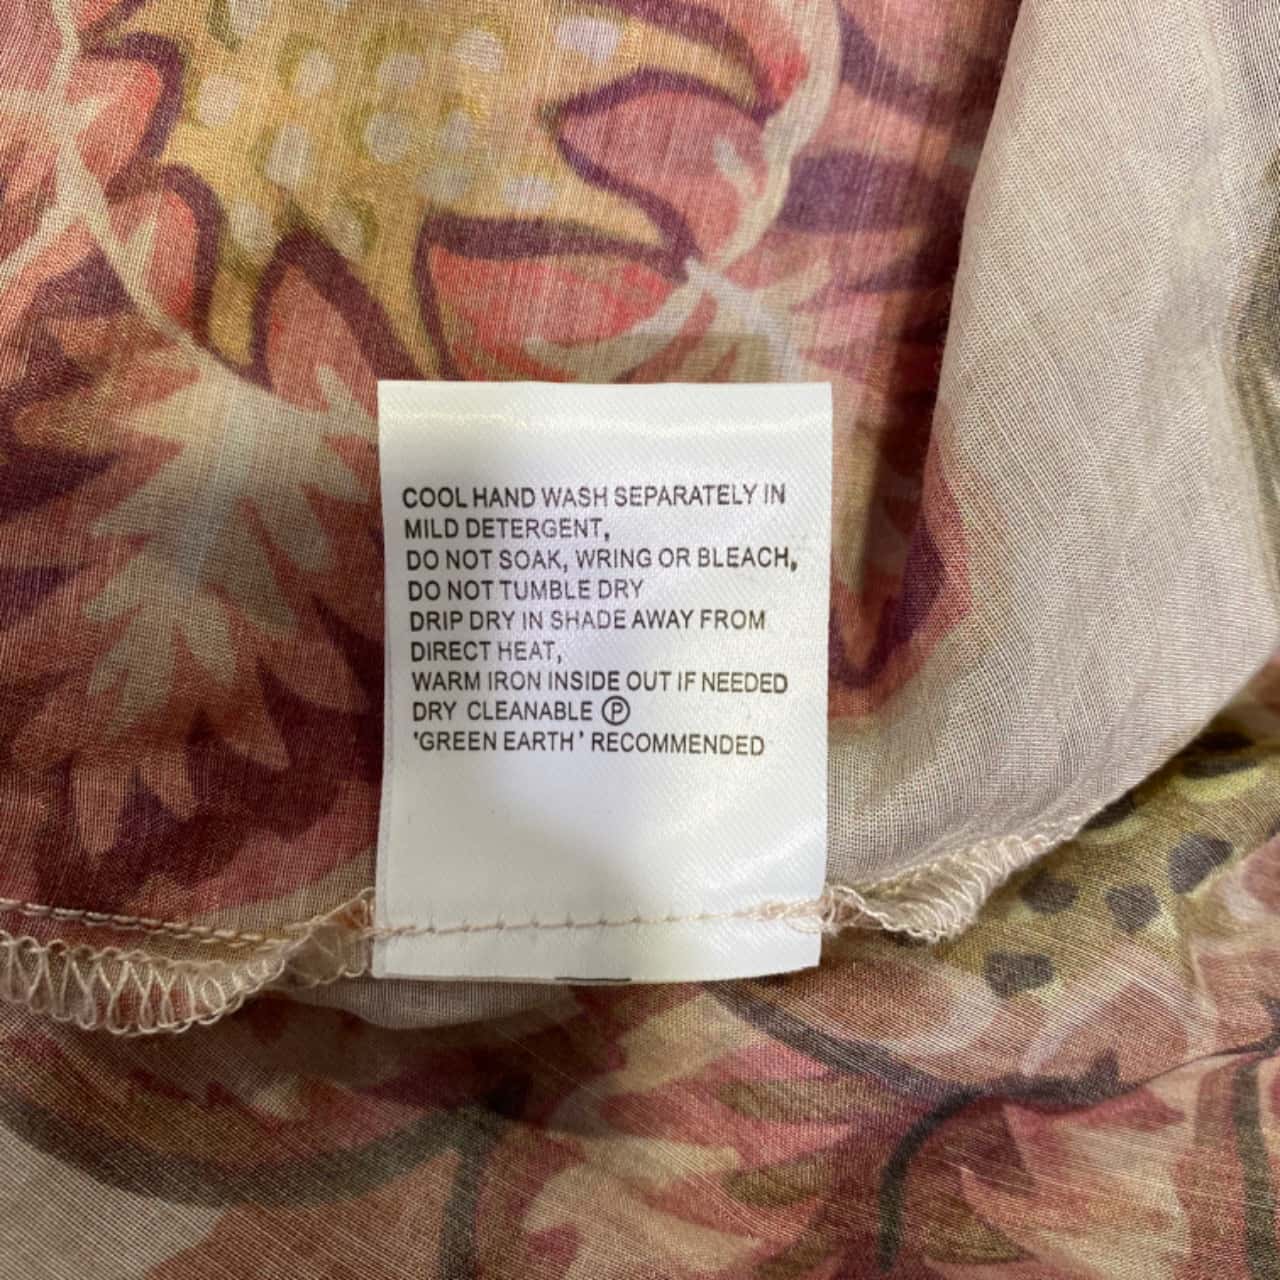 COOL HAND WASH SEPARATELY IN
MILD DETERGENT,
DO NOT SOAK, WRING OR BLEACH,
DO NOT TUMBLE DRY
DRIP DRY IN SHADE AWAY FROM
DIRECT HEAT,
WARM IRON INSIDE OUT IF NEEDED
DRY CLEANABLE Ⓟ
'GREEN EARTH' RECOMMENDED